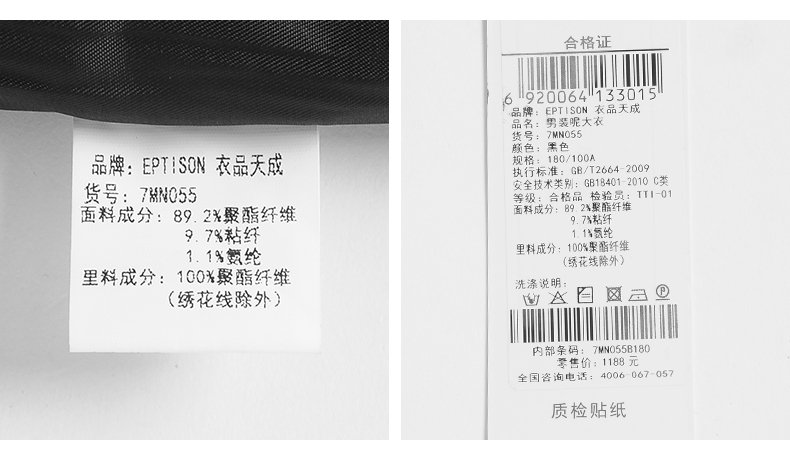 品牌: EPTISON 衣品天成
货号: 7MN055
面料成分: 89.2%聚酯纤维
9.7%粘纤
1.1%氨纶
里料成分: 100%聚酯纤维
(绣花线除外)
合格证
6 920064 133015
品牌: EPTISON 衣品天成
品名: 男装呢大衣
货号: 7MN055
颜色: 黑色
规格: 180/100A
执行标准: GB/T2664-2009
安全技术类别: GB18401-2010 C类
等级: 合格品 检验员: TTI-01
面料成分: 89.2%聚酯纤维
9.7%粘纤
1.1%氨纶
里料成分: 100%聚酯纤维
(绣花线除外)
洗涤说明:
内部条码: 7MN055B180
零售价: 1188 元
全国咨询电话: 4006-067-057
质检贴纸